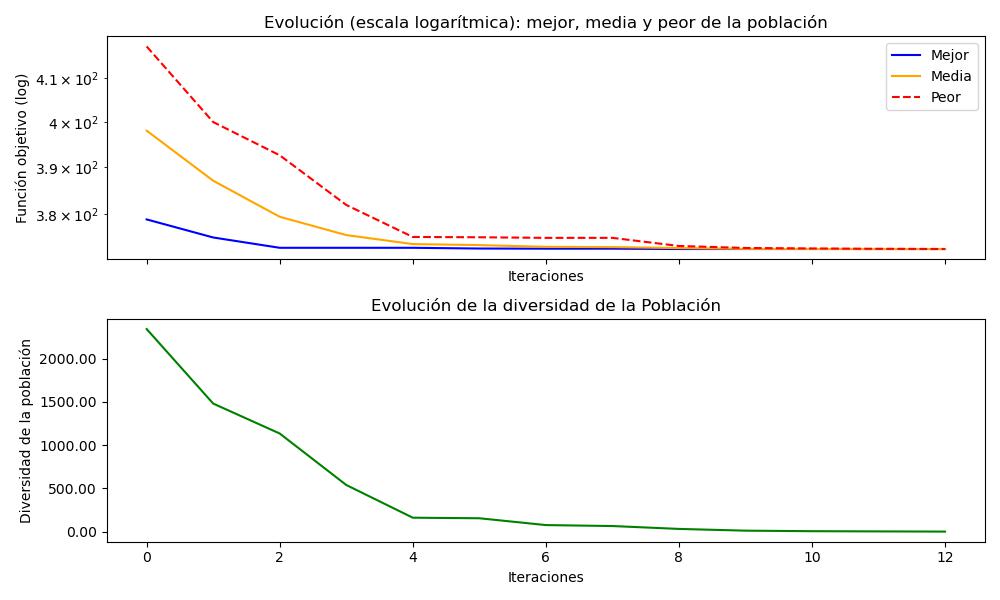 Evolución (escala logarítmica): mejor, media y peor de la población
Función objetivo (log)
4.1 × 10²
4 × 10²
3.9 × 10²
3.8 × 10²
Mejor
Media
Peor
Iteraciones
Evolución de la diversidad de la Población
Diversidad de la población
2000.00
1500.00
1000.00
500.00
0.00
0 2 4 6 8 10 12
Iteraciones